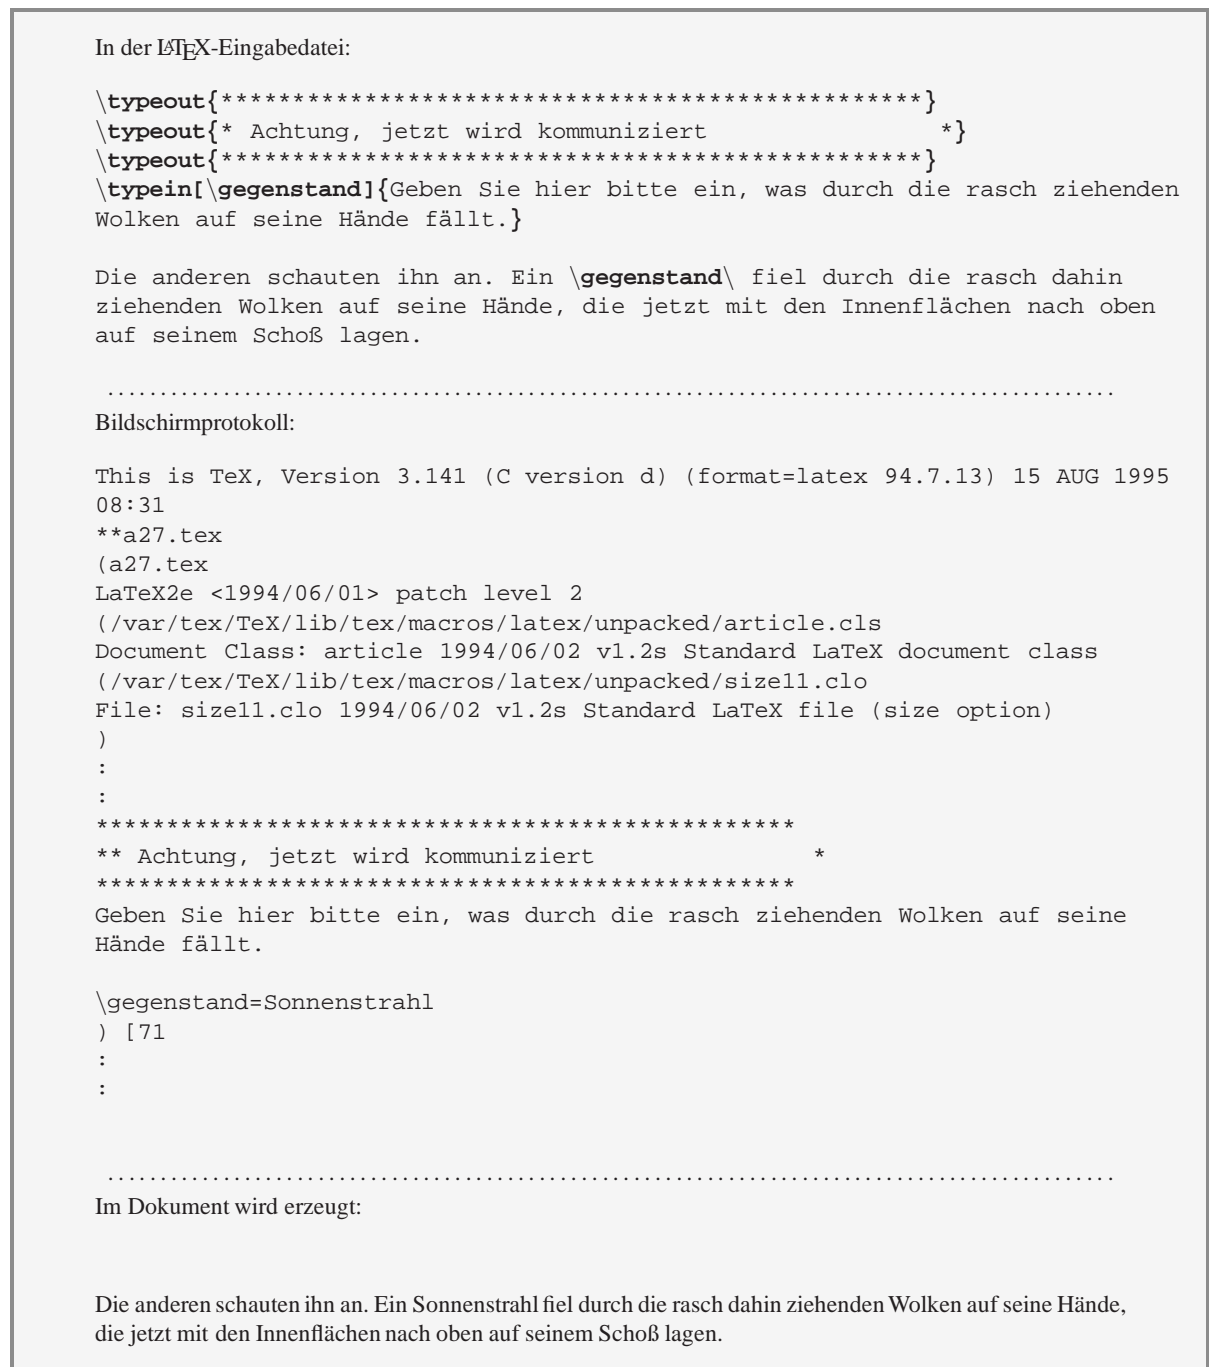 In der LATEX-Eingabedatei:
\typeout{*************************************************}
\typeout{* Achtung, jetzt wird kommuniziert                *}
\typeout{*************************************************}
\typein[\gegenstand]{Geben Sie hier bitte ein, was durch die rasch ziehenden
Wolken auf seine Hände fällt.}
Die anderen schauten ihn an. Ein \gegenstand\ fiel durch die rasch dahin
ziehenden Wolken auf seine Hände, die jetzt mit den Innenflächen nach oben
auf seinem Schoß lagen.
................................................................................................
Bildschirmprotokoll:
This is TeX, Version 3.141 (C version d) (format=latex 94.7.13) 15 AUG 1995
08:31
**a27.tex
(a27.tex
LaTeX2e <1994/06/01> patch level 2
(/var/tex/TeX/lib/tex/macros/latex/unpacked/article.cls
Document Class: article 1994/06/02 v1.2s Standard LaTeX document class
(/var/tex/TeX/lib/tex/macros/latex/unpacked/size11.clo
File: size11.clo 1994/06/02 v1.2s Standard LaTeX file (size option)
)
:
:
*************************************************
** Achtung, jetzt wird kommuniziert               *
*************************************************
Geben Sie hier bitte ein, was durch die rasch ziehenden Wolken auf seine
Hände fällt.
\gegenstand=Sonnenstrahl
) [71
:
:
................................................................................................
Im Dokument wird erzeugt:
Die anderen schauten ihn an. Ein Sonnenstrahl fiel durch die rasch dahin ziehenden Wolken auf seine Hände,
die jetzt mit den Innenflächen nach oben auf seinem Schoß lagen.